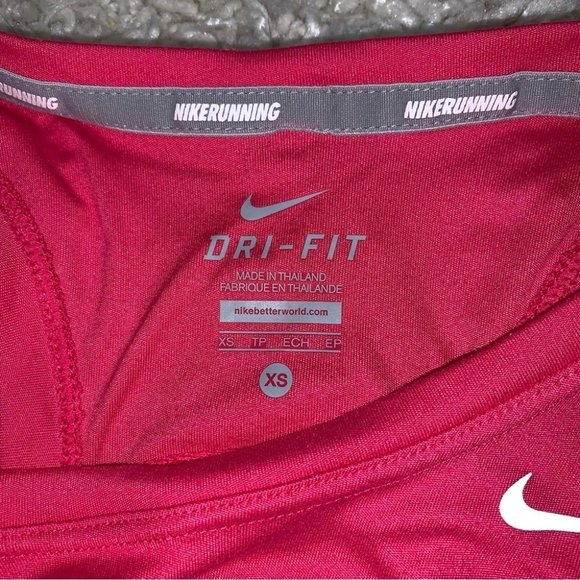 NIKERUNNING NIKERUNNING NIKERUNNING
DRI-FIT
MADE IN THAILAND
FABRIQUE EN THAILANDE
nikebetterworld.com
XS TP ECH EP
XS